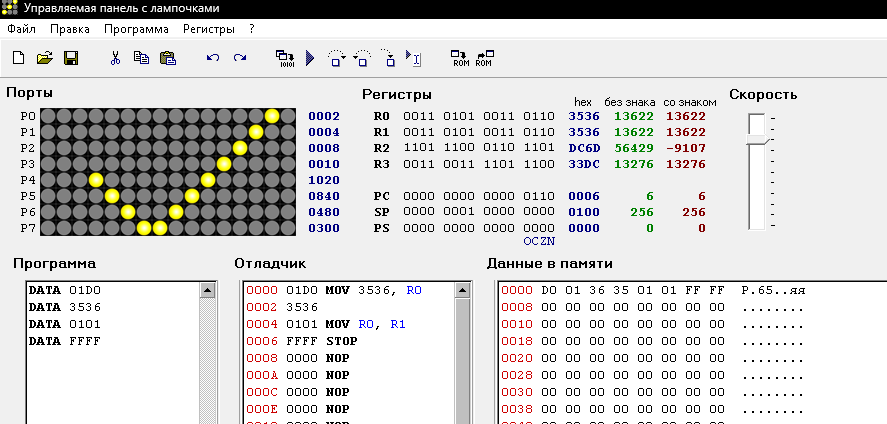 Управляемая панель с лампочками
Файл Правка Программа Регистры ?
Порты
P0 0002
P1 0004
P2 0008
P3 0010
P4 1020
P5 0840
P6 0480
P7 0300
Регистры
hex без знака со знаком
R0 0011 0101 0011 0110 3536 13622 13622
R1 0011 0101 0011 0110 3536 13622 13622
R2 1101 1100 0110 1101 DC6D 56429 -9107
R3 0011 0011 1101 1100 33DC 13276 13276
PC 0000 0000 0000 0110 0006 6 6
SP 0000 0001 0000 0000 0100 256 256
PS 0000 0000 0000 0000 0000 0 0
OCZN
Скорость
Программа
DATA 01D0
DATA 3536
DATA 0101
DATA FFFF
Отладчик
0000 01D0 MOV 3536, R0
0002 3536
0004 0101 MOV R0, R1
0006 FFFF STOP
0008 0000 NOP
000A 0000 NOP
000C 0000 NOP
000E 0000 NOP
Данные в памяти
0000 D0 01 36 35 01 01 FF FF Р.65..яя
0008 00 00 00 00 00 00 00 00 ........
0010 00 00 00 00 00 00 00 00 ........
0018 00 00 00 00 00 00 00 00 ........
0020 00 00 00 00 00 00 00 00 ........
0028 00 00 00 00 00 00 00 00 ........
0030 00 00 00 00 00 00 00 00 ........
0038 00 00 00 00 00 00 00 00 ........